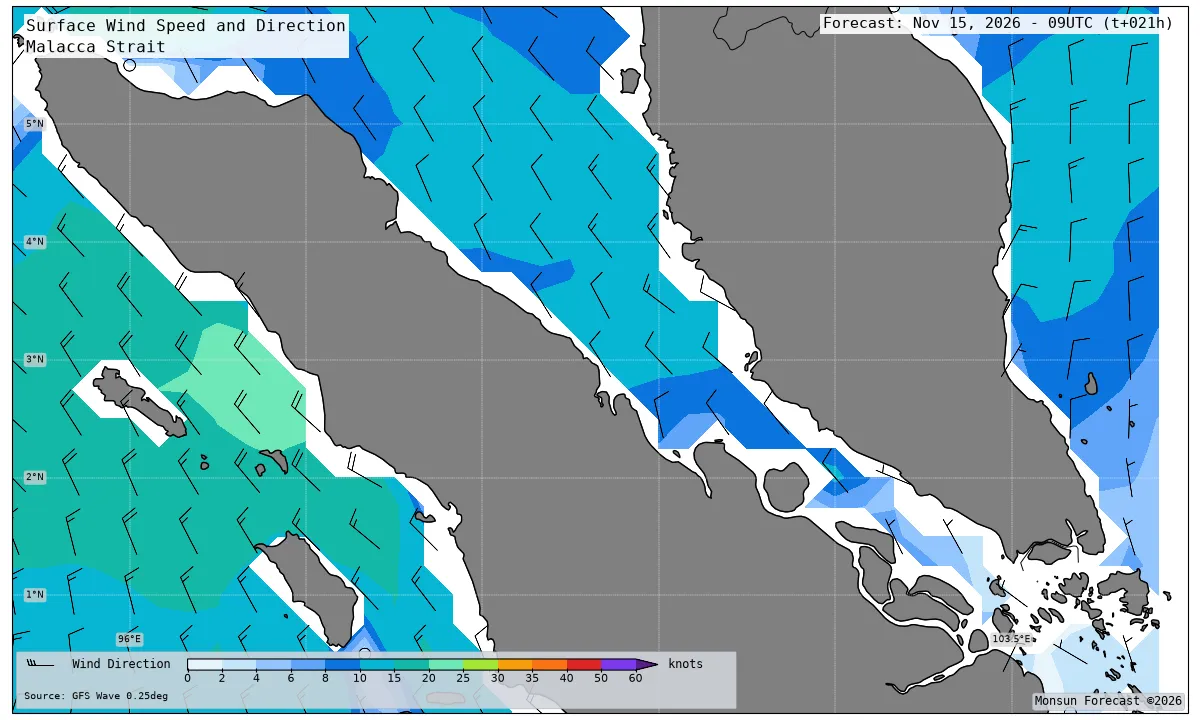 Surface Wind Speed and Direction
Malacca Strait
Forecast: Nov 15, 2026 - 09UTC (t+021h)
5°N
4°N
3°N
2°N
1°N
96°E
103.5°E
Wind Direction
0 2 4 6 8 10 15 20 25 30 35 40 50 60
knots
Source: GFS Wave 0.25deg
Monsun Forecast ©2026